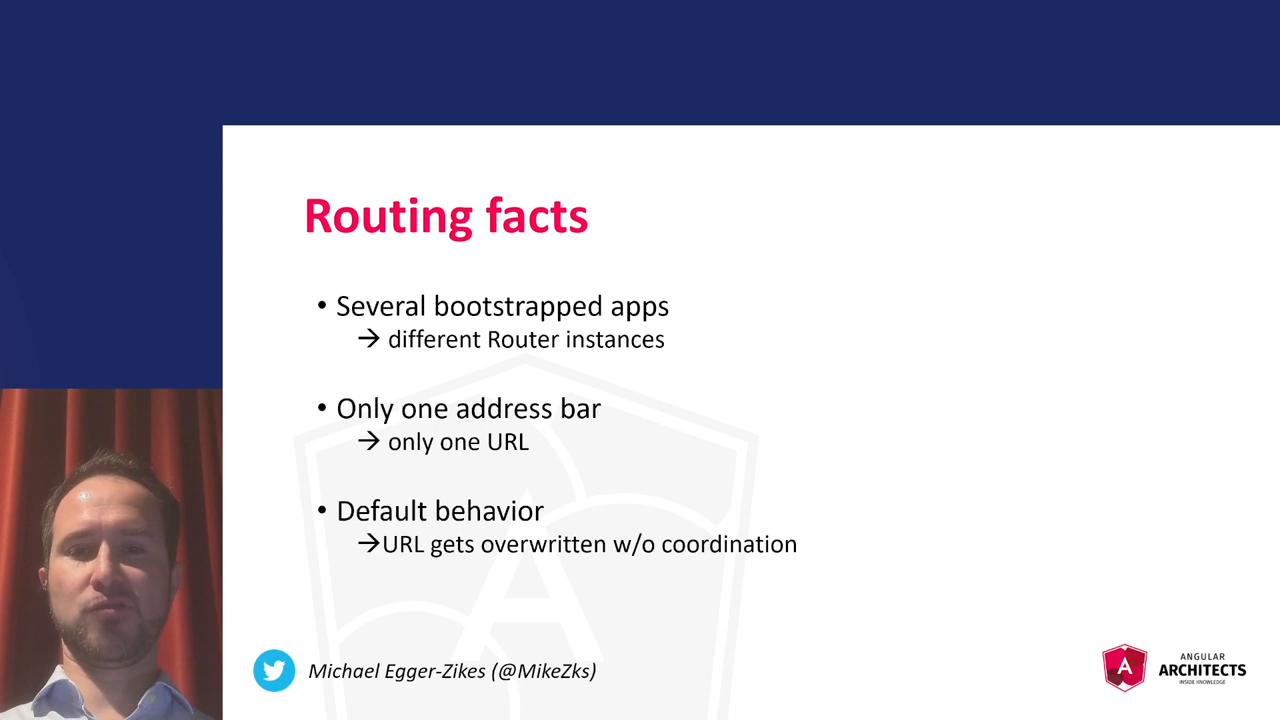 Routing facts
• Several bootstrapped apps
→ different Router instances
• Only one address bar
→ only one URL
• Default behavior
→URL gets overwritten w/o coordination
Michael Egger-Zikes (@MikeZks)
A
ANGULAR
ARCHITECTS
INSIDE KNOWLEDGE